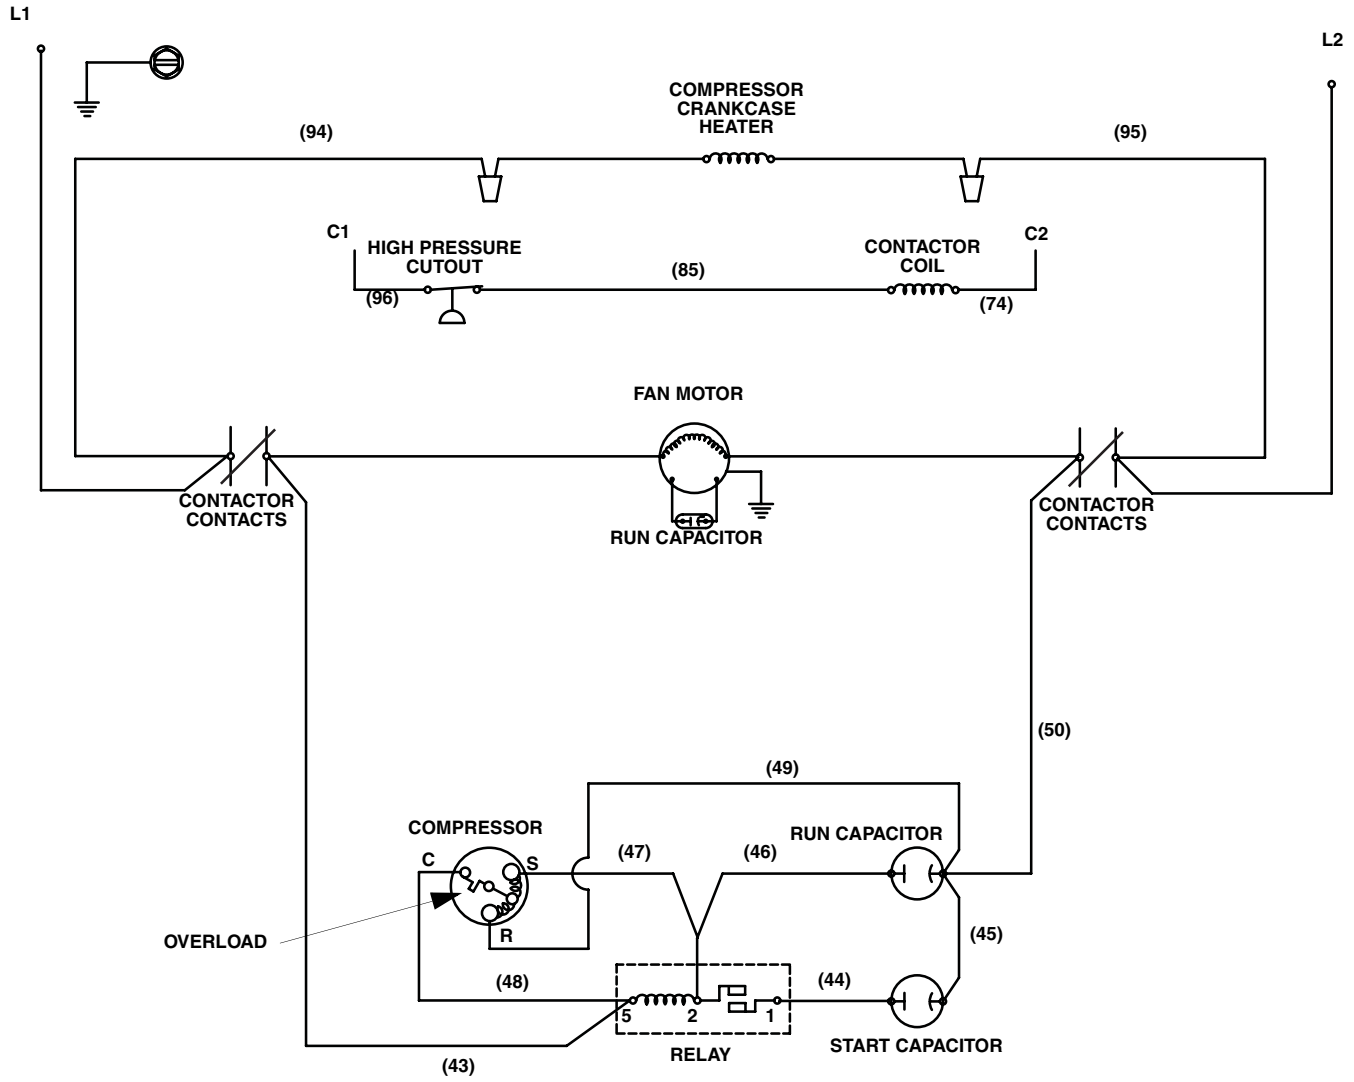 L1
L2
COMPRESSOR
CRANKCASE
HEATER
(94)
(95)
C1
HIGH PRESSURE
CUTOUT
(96)
(85)
CONTACTOR
COIL
C2
(74)
FAN MOTOR
CONTACTOR
CONTACTS
RUN CAPACITOR
CONTACTOR
CONTACTS
(50)
(49)
COMPRESSOR
RUN CAPACITOR
C
S
(47)
(46)
OVERLOAD
R
(45)
(48)
(44)
5
2
1
RELAY
START CAPACITOR
(43)